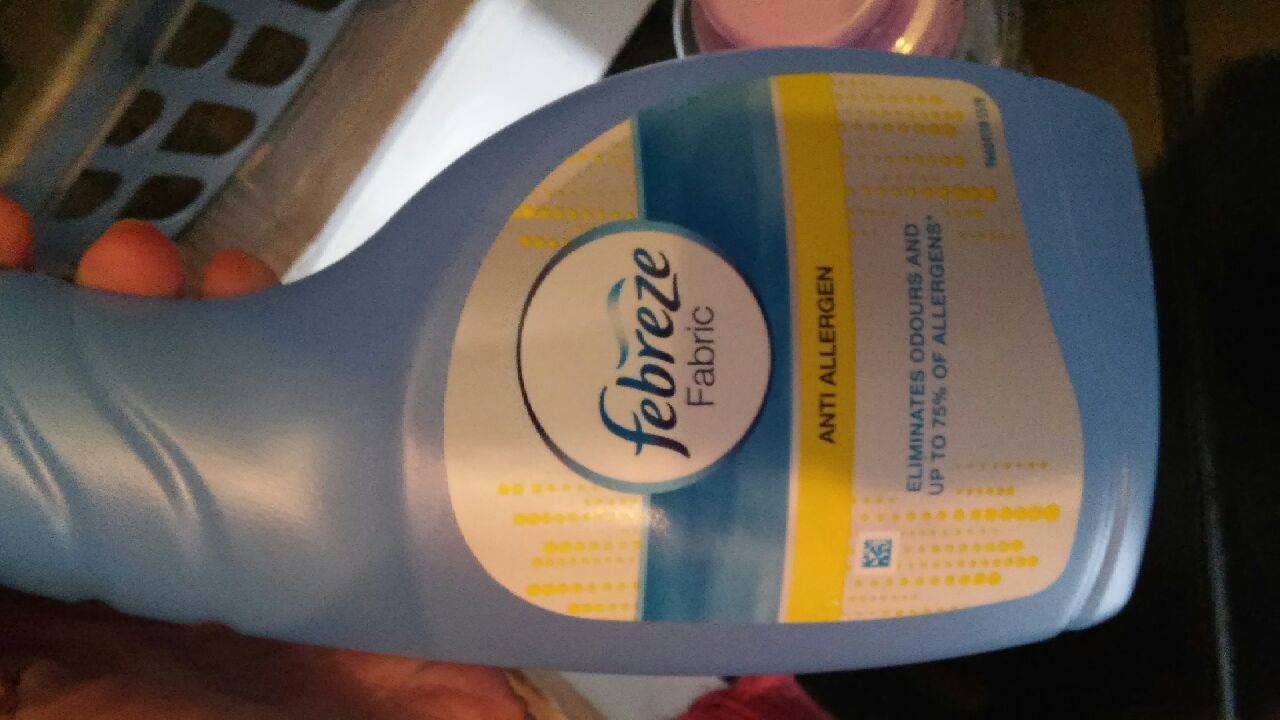 febreze
Fabric
ANTI ALLERGEN
ELIMINATES ODOURS AND
UP TO 75% OF ALLERGENS*